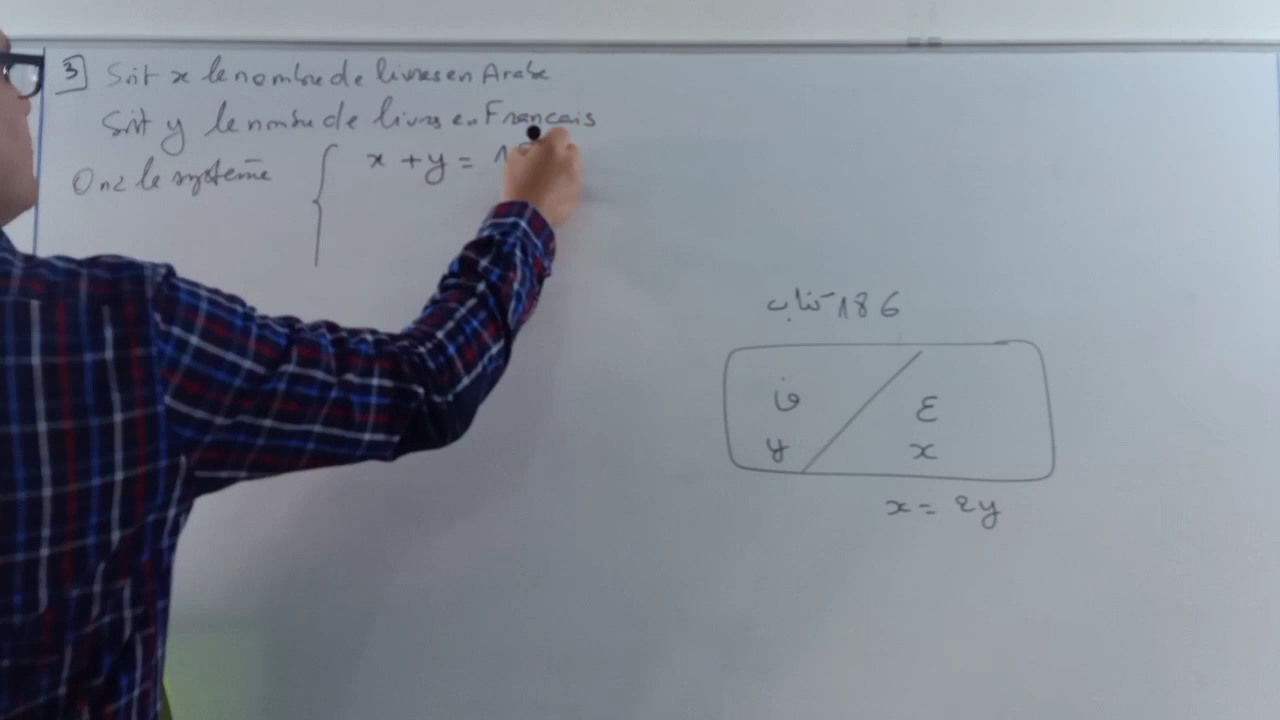 3 Soit x le nombre de livres en Arabe
Soit y le nombre de livres en Français
On a le système { x + y = 1
186 كتاب
ف ع
y x
x = 2y